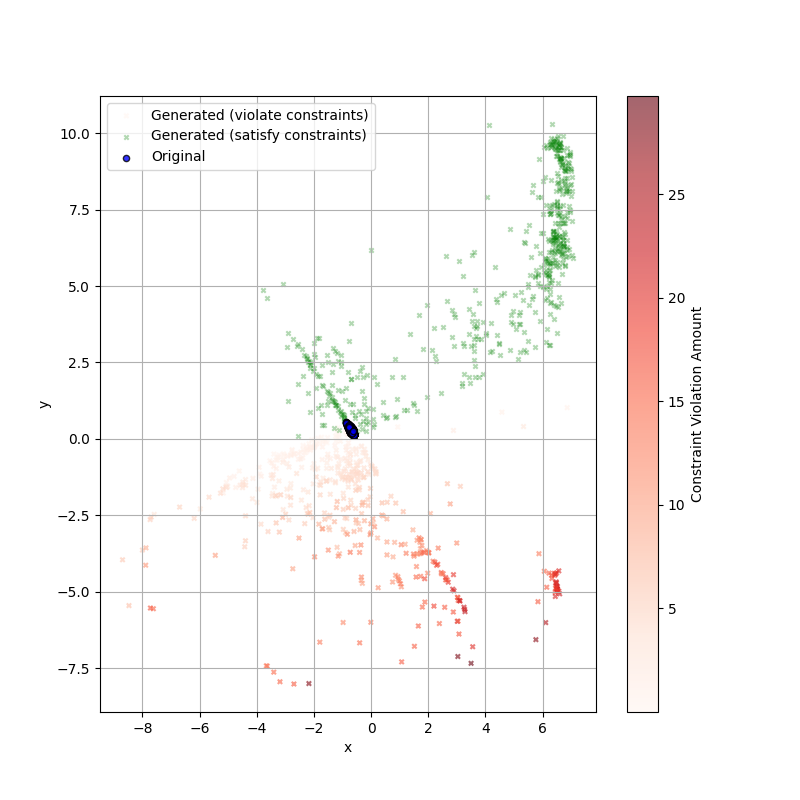 Generated (violate constraints)
Generated (satisfy constraints)
Original
10.0
7.5
5.0
2.5
0.0
−2.5
−5.0
−7.5
y
−8 −6 −4 −2 0 2 4 6
x
25
20
15
10
5
Constraint Violation Amount